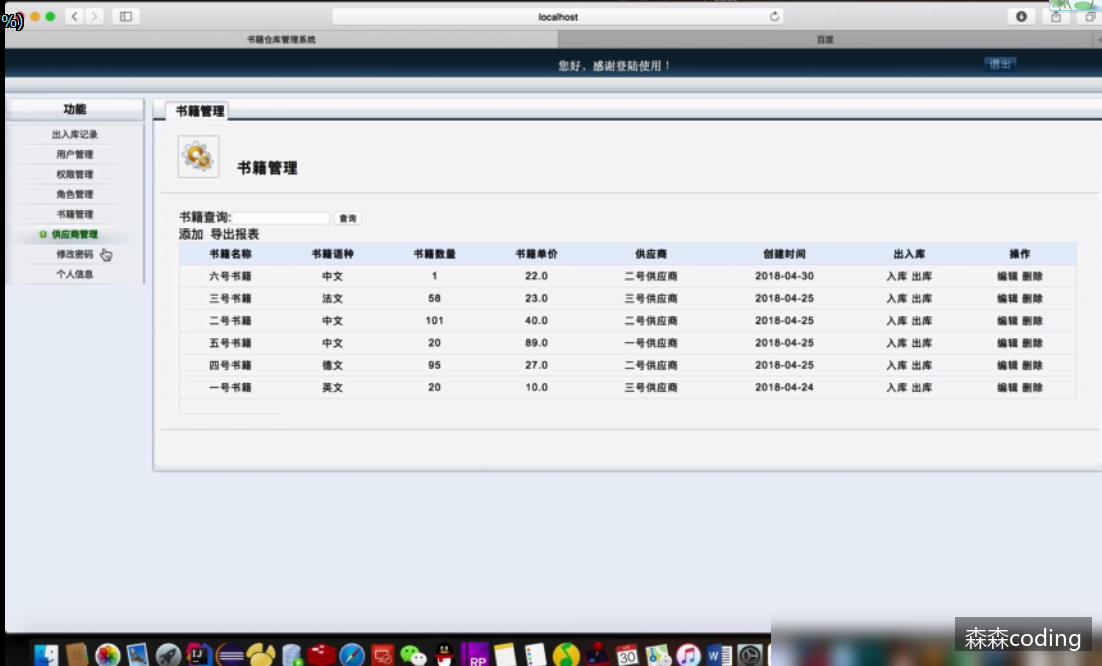 %)
localhost
书籍仓库管理系统 百度
您好，感谢登陆使用！ 退出
功能
出入库记录
用户管理
权限管理
角色管理
书籍管理
供应商管理
修改密码
个人信息
书籍管理
书籍管理
书籍查询: 查询
添加 导出报表
书籍名称 书籍语种 书籍数量 书籍单价 供应商 创建时间 出入库 操作
六号书籍 中文 1 22.0 二号供应商 2018-04-30 入库 出库 编辑 删除
三号书籍 法文 58 23.0 三号供应商 2018-04-25 入库 出库 编辑 删除
二号书籍 中文 101 40.0 二号供应商 2018-04-25 入库 出库 编辑 删除
五号书籍 中文 20 89.0 一号供应商 2018-04-25 入库 出库 编辑 删除
四号书籍 德文 95 27.0 二号供应商 2018-04-25 入库 出库 编辑 删除
一号书籍 英文 20 10.0 三号供应商 2018-04-24 入库 出库 编辑 删除
IJ RP 30 W
森森coding